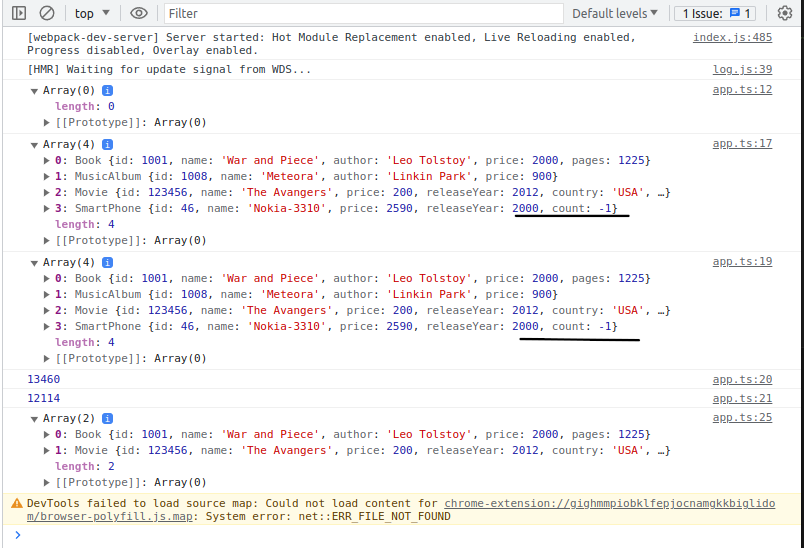 top Filter Default levels 1 Issue: 1
[webpack-dev-server] Server started: Hot Module Replacement enabled, Live Reloading enabled, index.js:485
Progress disabled, Overlay enabled.
[HMR] Waiting for update signal from WDS... log.js:39
Array(0) i app.ts:12
length: 0
[[Prototype]]: Array(0)
Array(4) i app.ts:17
0: Book {id: 1001, name: 'War and Piece', author: 'Leo Tolstoy', price: 2000, pages: 1225}
1: MusicAlbum {id: 1008, name: 'Meteora', author: 'Linkin Park', price: 900}
2: Movie {id: 123456, name: 'The Avangers', price: 200, releaseYear: 2012, country: 'USA', …}
3: SmartPhone {id: 46, name: 'Nokia-3310', price: 2590, releaseYear: 2000, count: -1}
length: 4
[[Prototype]]: Array(0)
Array(4) i app.ts:19
0: Book {id: 1001, name: 'War and Piece', author: 'Leo Tolstoy', price: 2000, pages: 1225}
1: MusicAlbum {id: 1008, name: 'Meteora', author: 'Linkin Park', price: 900}
2: Movie {id: 123456, name: 'The Avangers', price: 200, releaseYear: 2012, country: 'USA', …}
3: SmartPhone {id: 46, name: 'Nokia-3310', price: 2590, releaseYear: 2000, count: -1}
length: 4
[[Prototype]]: Array(0)
13460 app.ts:20
12114 app.ts:21
Array(2) i app.ts:25
0: Book {id: 1001, name: 'War and Piece', author: 'Leo Tolstoy', price: 2000, pages: 1225}
1: Movie {id: 123456, name: 'The Avangers', price: 200, releaseYear: 2012, country: 'USA', …}
length: 2
[[Prototype]]: Array(0)
DevTools failed to load source map: Could not load content for chrome-extension://gighmmpiobklfepjocnamgkkbiglido
m/browser-polyfill.js.map: System error: net::ERR_FILE_NOT_FOUND